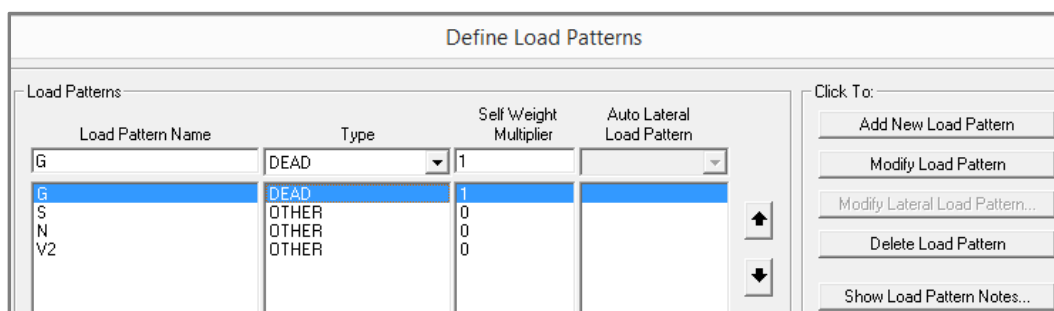 Define Load Patterns
Load Patterns
Click To:
Load Pattern Name Type Self Weight Multiplier Auto Lateral Load Pattern
G DEAD 1
G DEAD 1
S OTHER 0
N OTHER 0
V2 OTHER 0
Add New Load Pattern
Modify Load Pattern
Modify Lateral Load Pattern...
Delete Load Pattern
Show Load Pattern Notes...